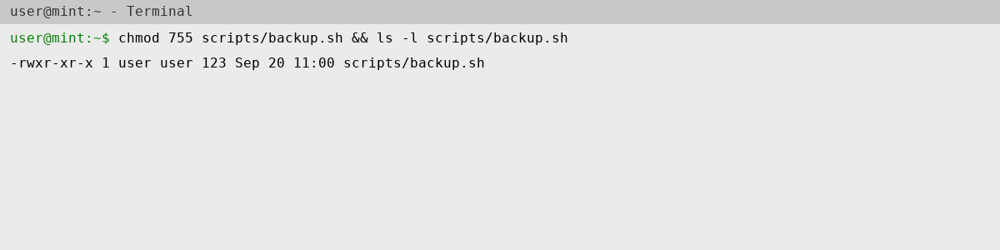 user@mint:~ - Terminal
user@mint:~$ chmod 755 scripts/backup.sh && ls -l scripts/backup.sh
-rwxr-xr-x 1 user user 123 Sep 20 11:00 scripts/backup.sh